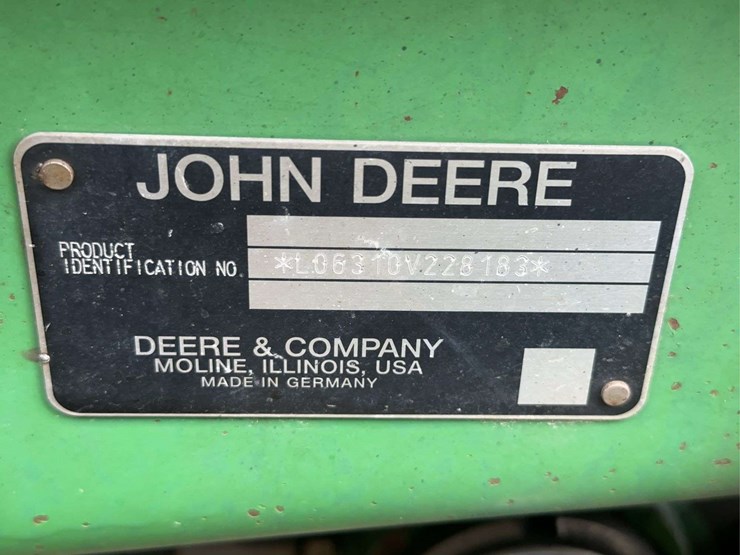 JOHN DEERE
PRODUCT
IDENTIFICATION NO
*L06310V228183*
DEERE & COMPANY
MOLINE, ILLINOIS, USA
MADE IN GERMANY